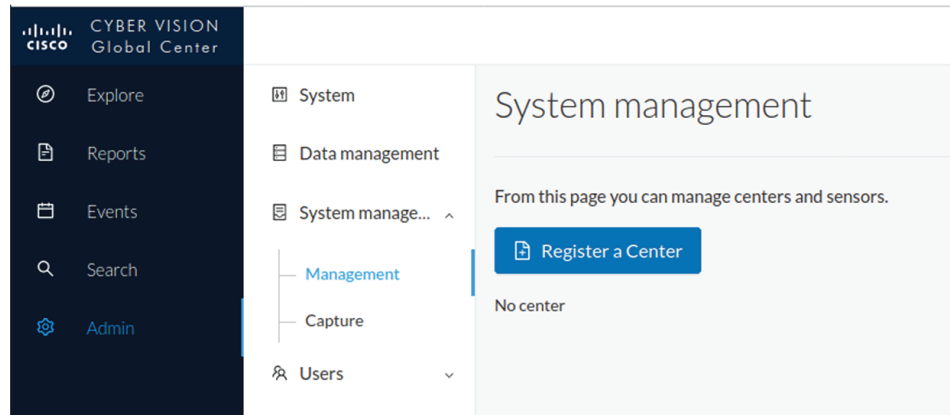 CISCO
CYBER VISION
Global Center
Explore
Reports
Events
Search
Admin
System
Data management
System manage...
Management
Capture
Users
System management
From this page you can manage centers and sensors.
Register a Center
No center